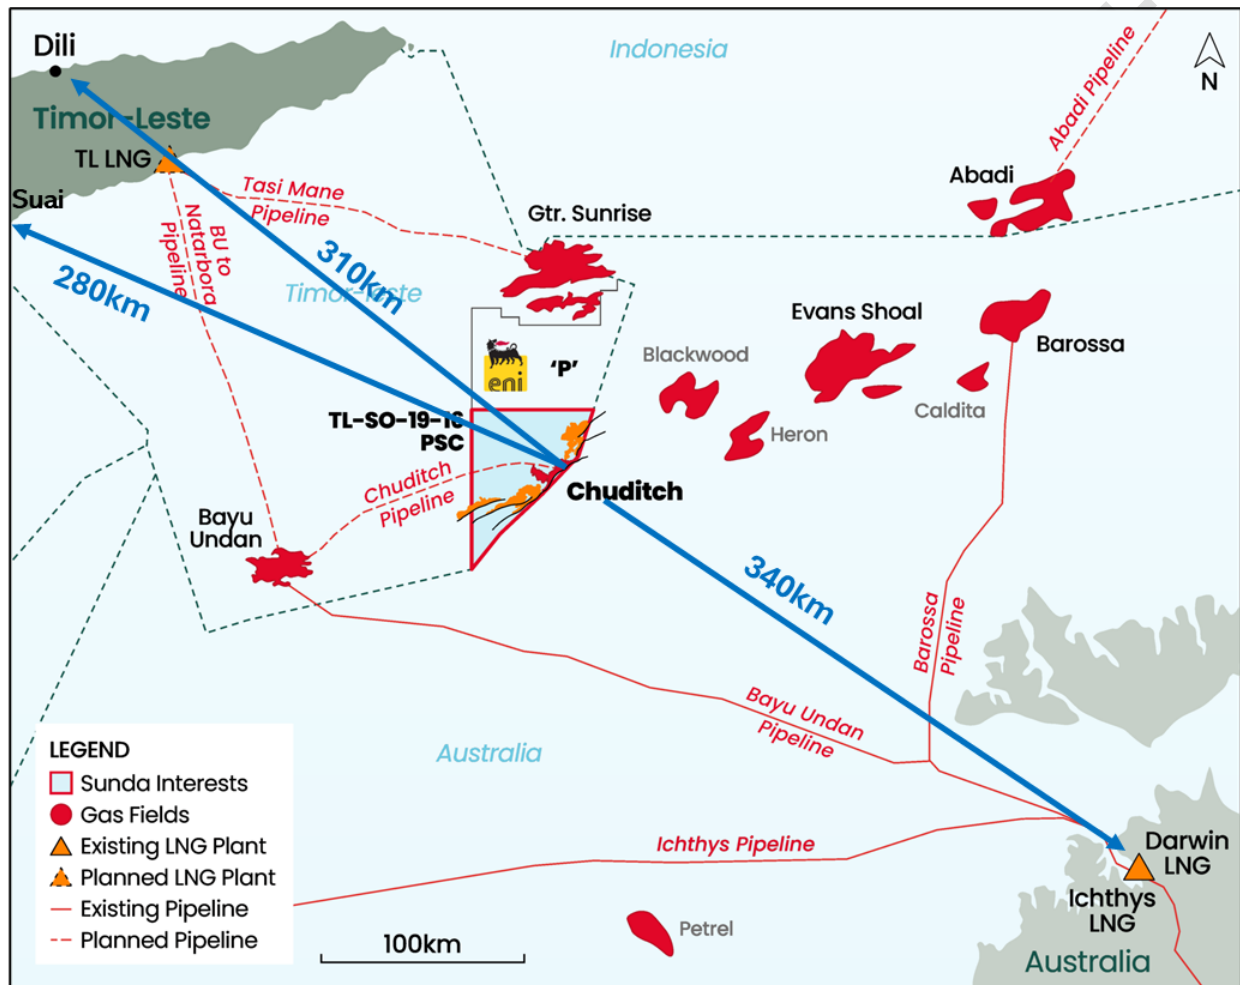 Indonesia
Dili
N
Abadi Pipeline
Timor-Leste
TL LNG
Abadi
Suai
Tasi Mane
Pipeline
Gtr. Sunrise
BU to
Natarbora
Pipeline
310km
280km
Timor-leste
Evans Shoal
Barossa
Blackwood
eni
'P'
Caldita
TL-SO-19-16
PSC
Heron
Chuditch
Pipeline
Chuditch
Bayu
Undan
340km
Barossa
Pipeline
Bayu Undan
Pipeline
Australia
LEGEND
Sunda Interests
Gas Fields
Existing LNG Plant
Planned LNG Plant
Existing Pipeline
Planned Pipeline
Ichthys Pipeline
Darwin
LNG
Ichthys
LNG
Petrel
100km
Australia